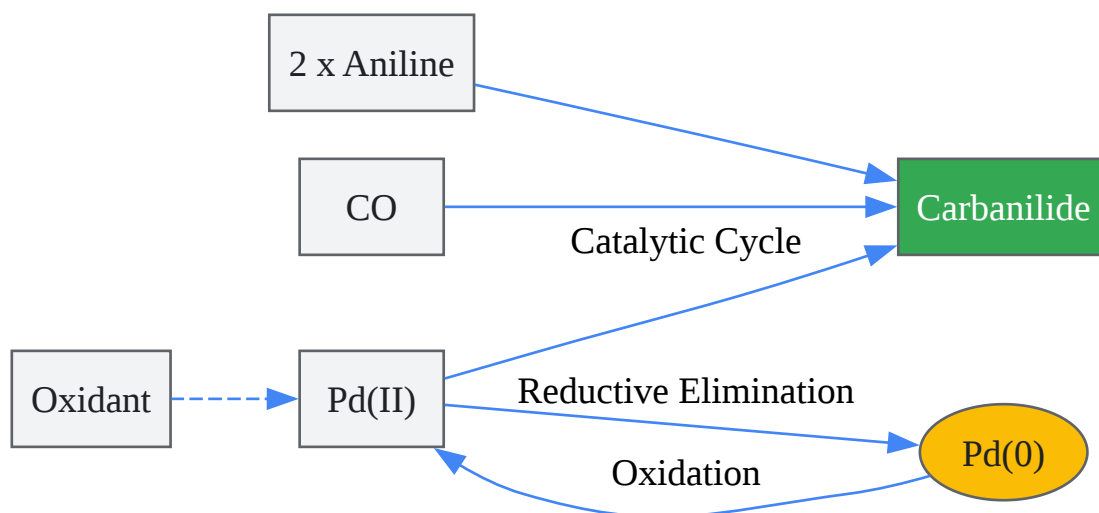 2 x Aniline
CO
Carbanilide
Catalytic Cycle
Oxidant
Pd(II)
Reductive Elimination
Pd(0)
Oxidation